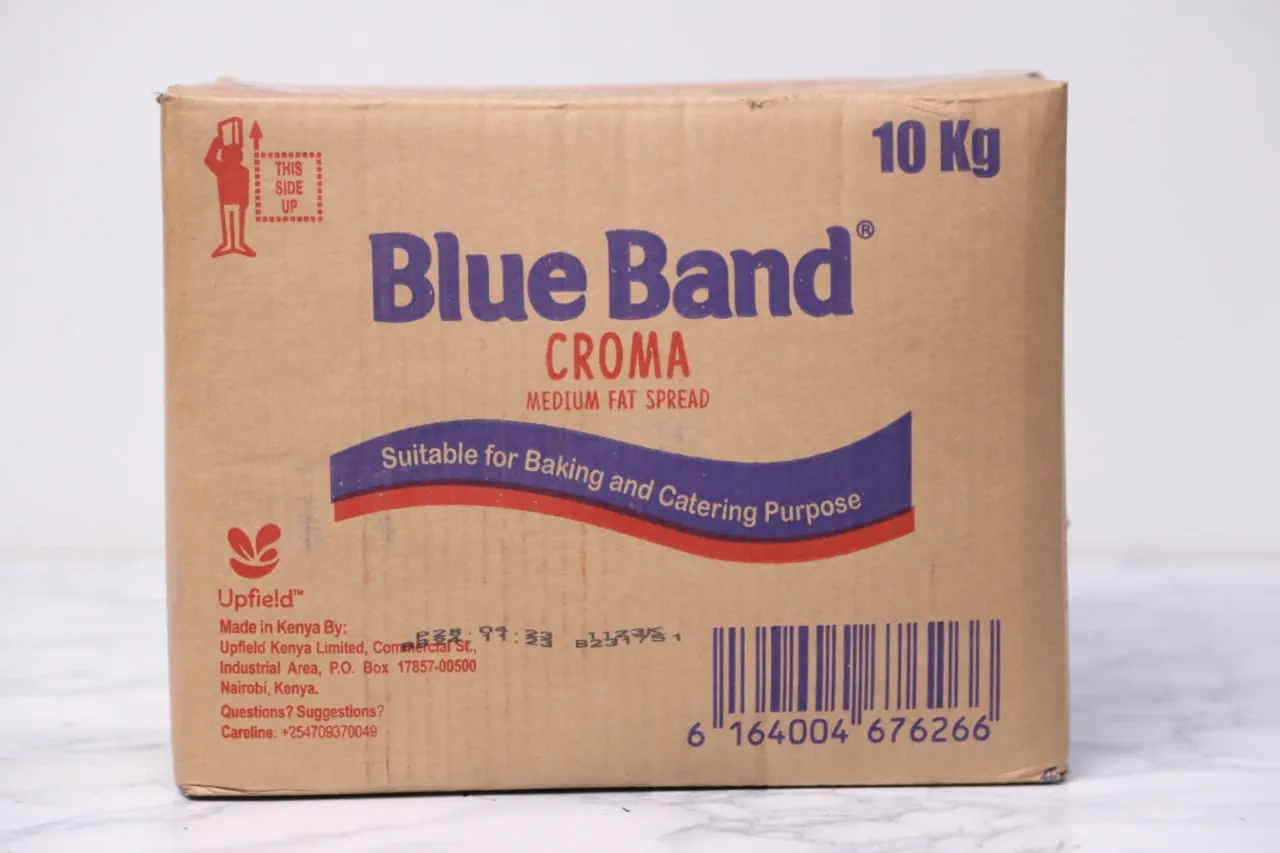 THIS
SIDE
UP
10 Kg
Blue Band®
CROMA
MEDIUM FAT SPREAD
Suitable for Baking and Catering Purpose
Upfield™
Made in Kenya By:
Upfield Kenya Limited, Commercial St.,
Industrial Area, P.O. Box 17857-00500
Nairobi, Kenya.
Questions? Suggestions?
Careline: +254709370049
6 164004 676266